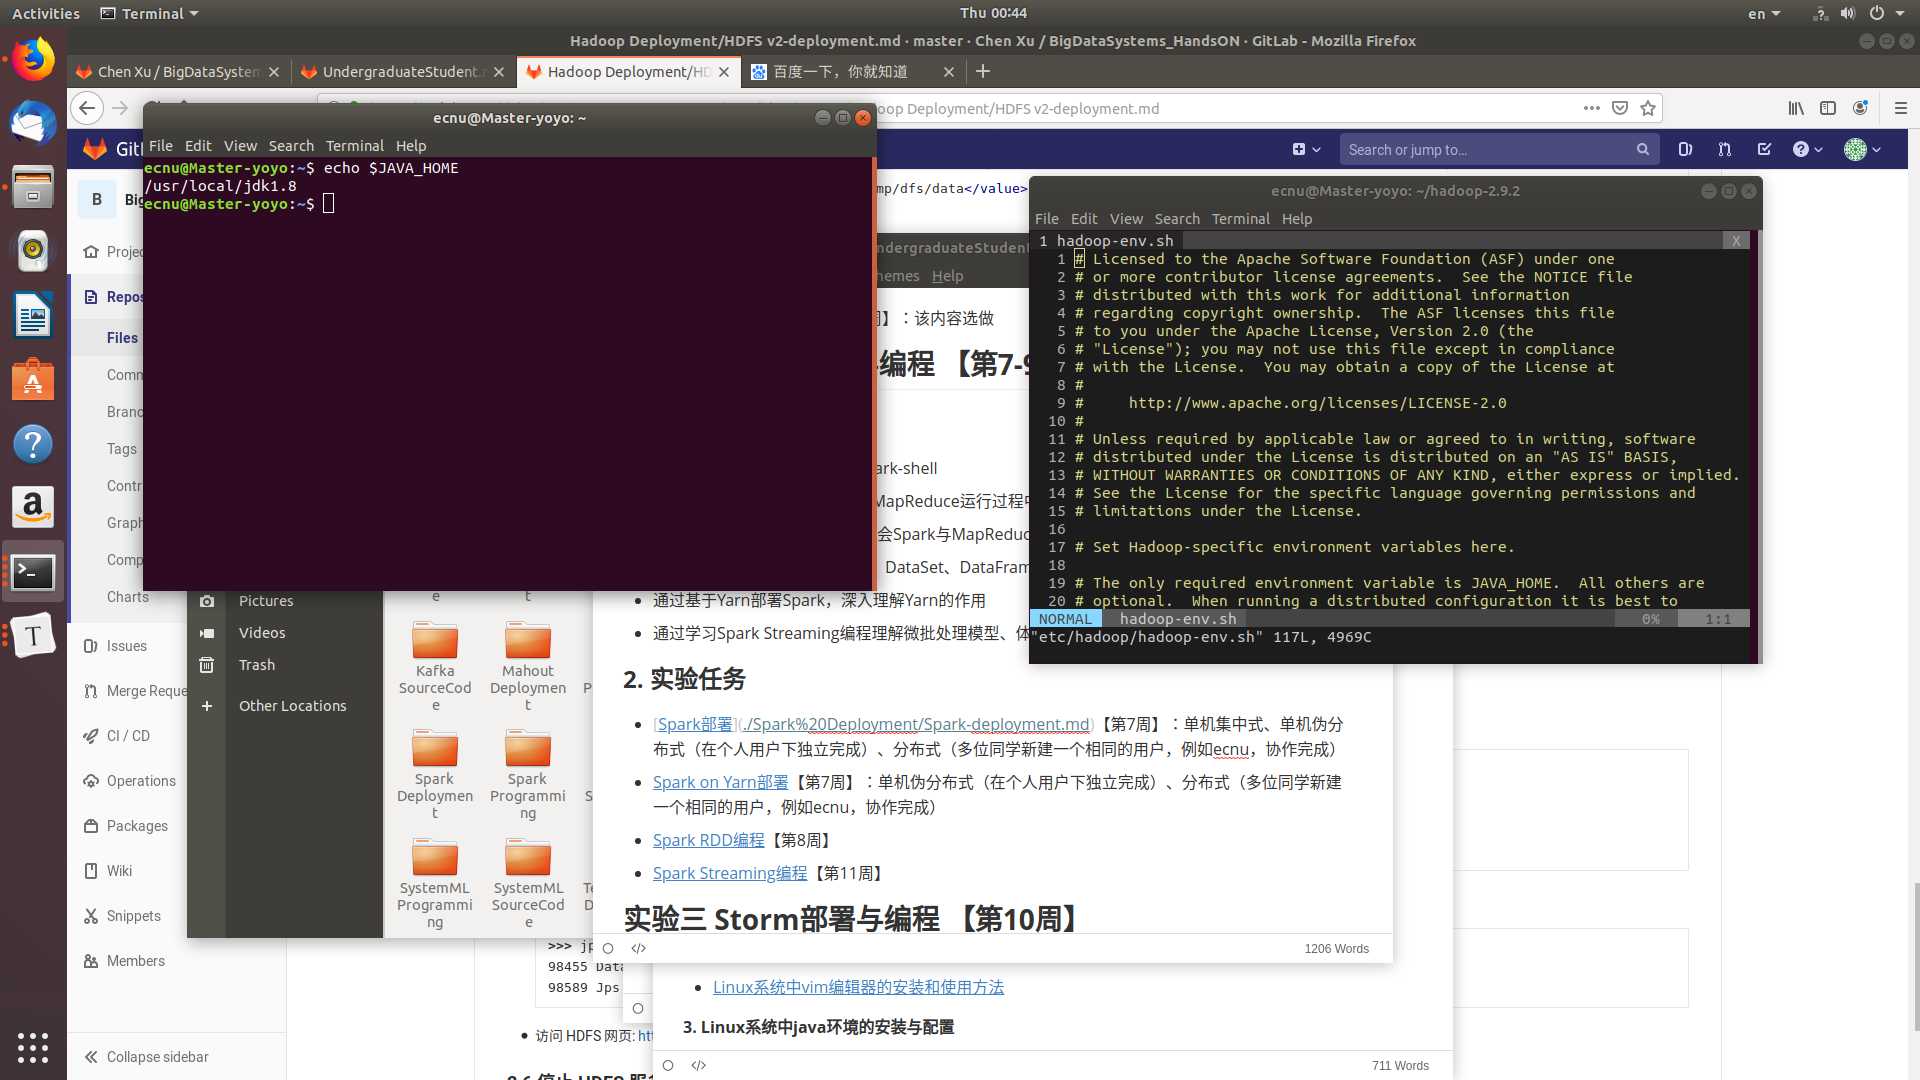 Activities
Terminal
Thu 00:44
en
Hadoop Deployment/HDFS v2-deployment.md · master · Chen Xu / BigDataSystems_HandsON · GitLab - Mozilla Firefox
Chen Xu / BigDataSystem
UndergraduateStudent.
Hadoop Deployment/HD
百度一下，你就知道
oop Deployment/HDFS v2-deployment.md
ecnu@Master-yoyo: ~
File Edit View Search Terminal Help
ecnu@Master-yoyo:~$ echo $JAVA_HOME
/usr/local/jdk1.8
ecnu@Master-yoyo:~$
Search or jump to...
B
Projec
Repos
Files
Comm
Branc
Tags
Contr
Graph
Comp
Charts
Issues
Merge Reque
CI / CD
Operations
Packages
Wiki
Snippets
Members
Collapse sidebar
mp/dfs/data</value>
ndergraduateStudent
hemes Help
周】：该内容选做
编程 【第7-9
ark-shell
MapReduce运行过程中
会Spark与MapReduc
DataSet、DataFram
通过基于Yarn部署Spark，深入理解Yarn的作用
通过学习Spark Streaming编程理解微批处理模型、体
2. 实验任务
[Spark部署](./Spark%20Deployment/Spark-deployment.md)【第7周】：单机集中式、单机伪分
布式（在个人用户下独立完成）、分布式（多位同学新建一个相同的用户，例如ecnu，协作完成）
Spark on Yarn部署【第7周】：单机伪分布式（在个人用户下独立完成）、分布式（多位同学新建
一个相同的用户，例如ecnu，协作完成）
Spark RDD编程【第8周】
Spark Streaming编程【第11周】
实验三 Storm部署与编程 【第10周】
1206 Words
Pictures
Videos
Trash
Other Locations
e
t
Kafka
SourceCod
e
Mahout
Deploymen
t
Spark
Deploymen
t
Spark
Programmi
ng
SystemML
Programmi
ng
SystemML
SourceCod
e
ecnu@Master-yoyo: ~/hadoop-2.9.2
File Edit View Search Terminal Help
1 hadoop-env.sh X
1 # Licensed to the Apache Software Foundation (ASF) under one
2 # or more contributor license agreements.  See the NOTICE file
3 # distributed with this work for additional information
4 # regarding copyright ownership.  The ASF licenses this file
5 # to you under the Apache License, Version 2.0 (the
6 # "License"); you may not use this file except in compliance
7 # with the License.  You may obtain a copy of the License at
8 #
9 #     http://www.apache.org/licenses/LICENSE-2.0
10 #
11 # Unless required by applicable law or agreed to in writing, software
12 # distributed under the License is distributed on an "AS IS" BASIS,
13 # WITHOUT WARRANTIES OR CONDITIONS OF ANY KIND, either express or implied.
14 # See the License for the specific language governing permissions and
15 # limitations under the License.
16
17 # Set Hadoop-specific environment variables here.
18
19 # The only required environment variable is JAVA_HOME.  All others are
20 # optional.  When running a distributed configuration it is best to
NORMAL hadoop-env.sh 0% 1:1
"etc/hadoop/hadoop-env.sh" 117L, 4969C
>>> jp
98455 Data
98589 Jps
访问 HDFS 网页: htt
Linux系统中vim编辑器的安装和使用方法
3. Linux系统中java环境的安装与配置
711 Words